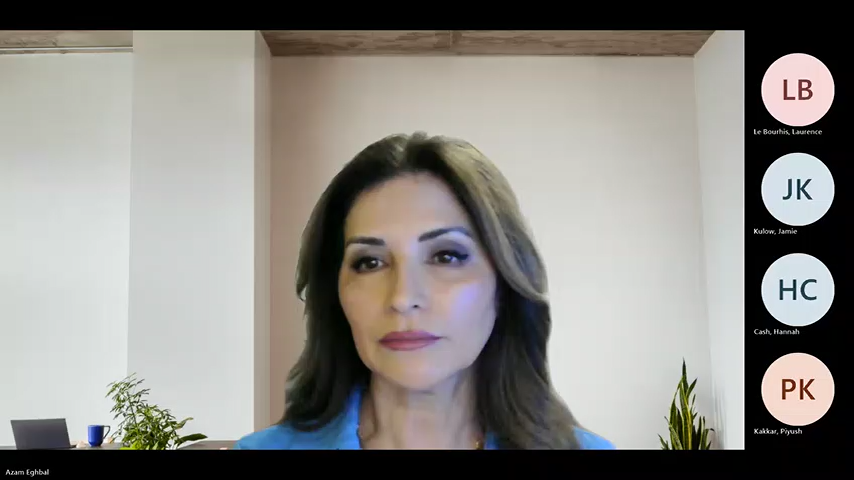 LB
Le Bourhis, Laurence
JK
Kulow, Jamie
HC
Cash, Hannah
PK
Kakkar, Piyush
Azam Eghbal